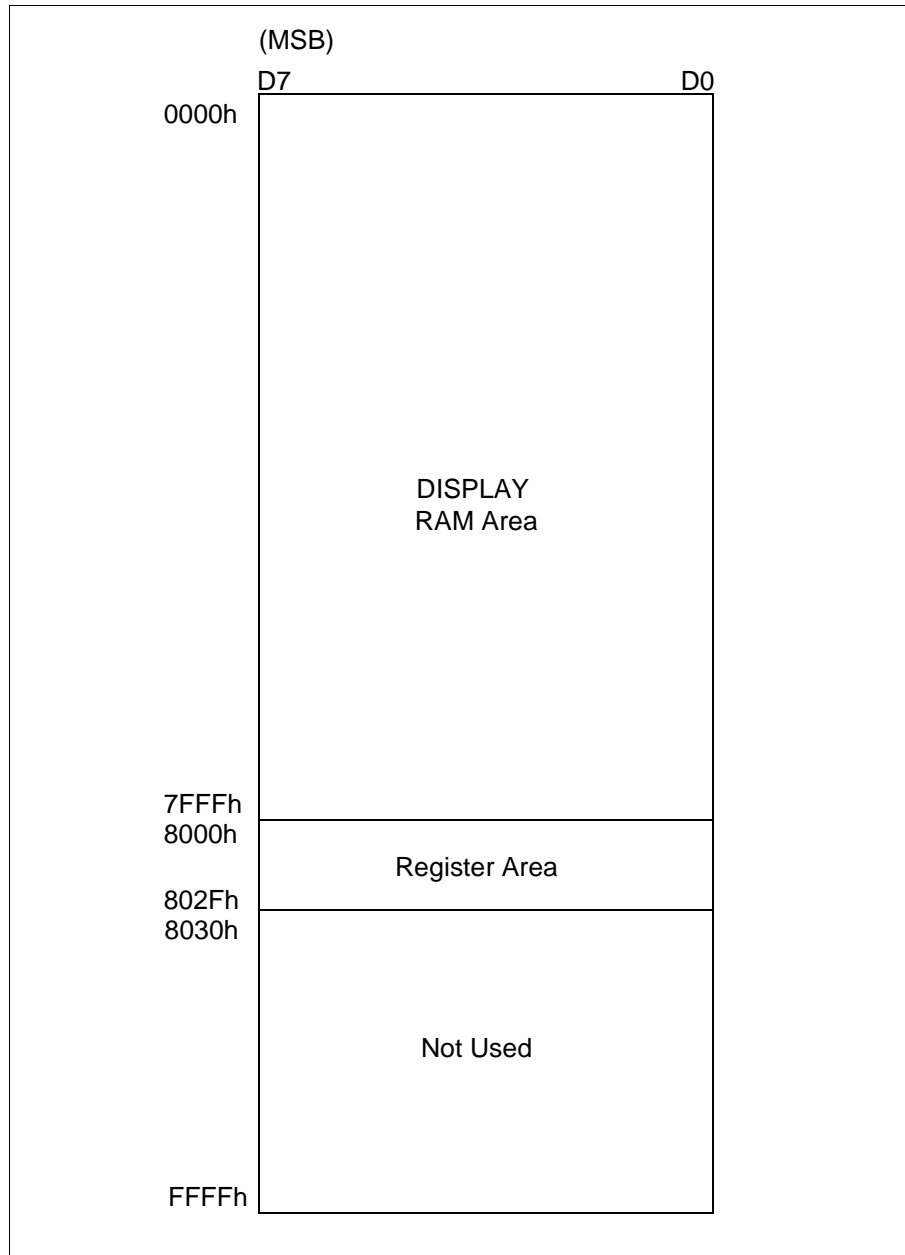 (MSB)
D7 D0
0000h
DISPLAY
RAM Area
7FFFh
8000h
Register Area
802Fh
8030h
Not Used
FFFFh